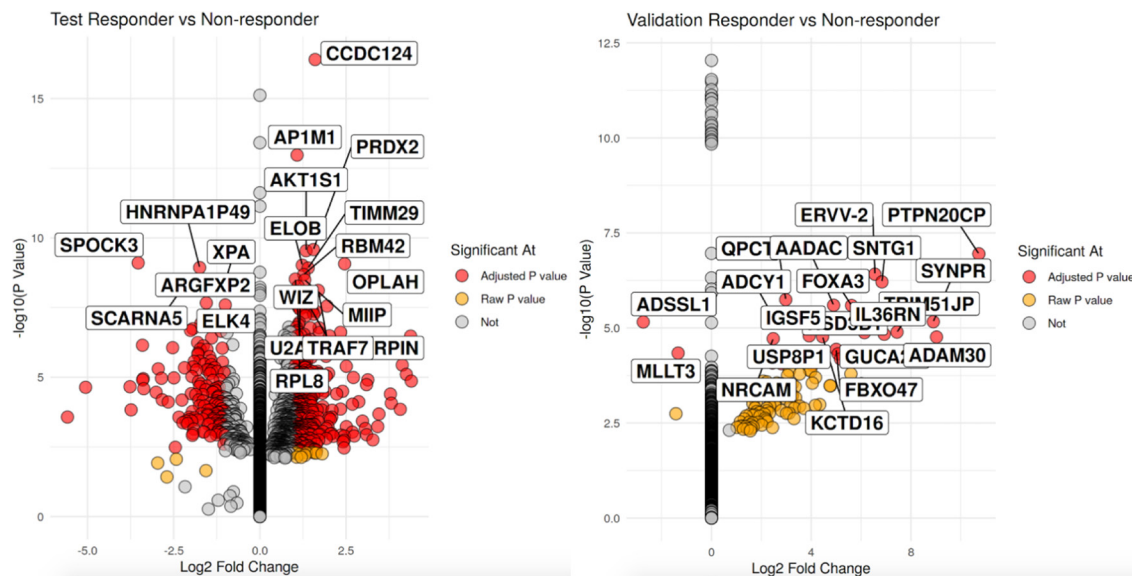 Test Responder vs Non-responder
CCDC124
15
AP1M1
PRDX2
AKT1S1
HNRNPA1P49
TIMM29
ELOB
10
SPOCK3
XPA
RBM42
ARGFXP2
OPLAH
WIZ
SCARNA5
ELK4
MIIP
U2A
TRAF7
RPIN
5
RPL8
0
-5.0
-2.5
0.0
2.5
Log2 Fold Change
-log10(P Value)
Significant At
Adjusted P value
Raw P value
Not
Validation Responder vs Non-responder
12.5
10.0
7.5
ERVV-2
PTPN20CP
QPCT
AADAC
SNTG1
SYNPR
ADCY1
FOXA3
ADSSL1
IGSF5
IL36RN
5.0
USP8P1
GUCA2
ADAM30
MLLT3
NRCAM
FBXO47
KCTD16
2.5
0.0
0
4
8
Log2 Fold Change
-log10(P Value)
Significant At
Adjusted P value
Raw P value
Not